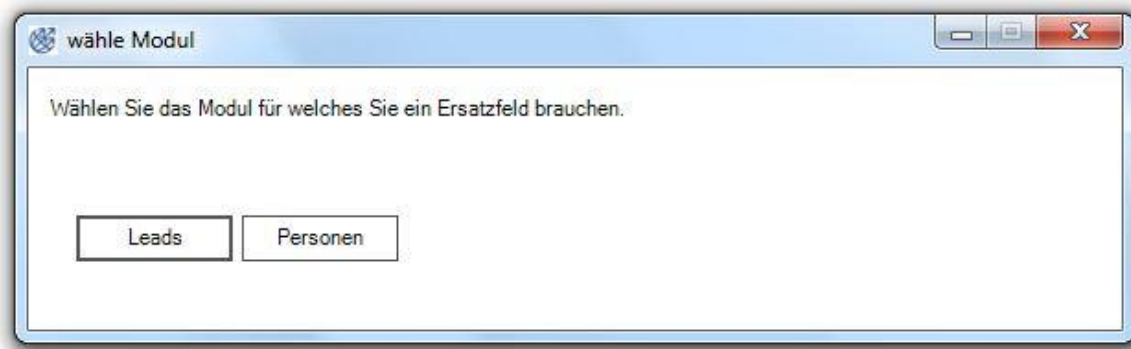 wähle Modul
Wählen Sie das Modul für welches Sie ein Ersatzfeld brauchen.
Leads Personen